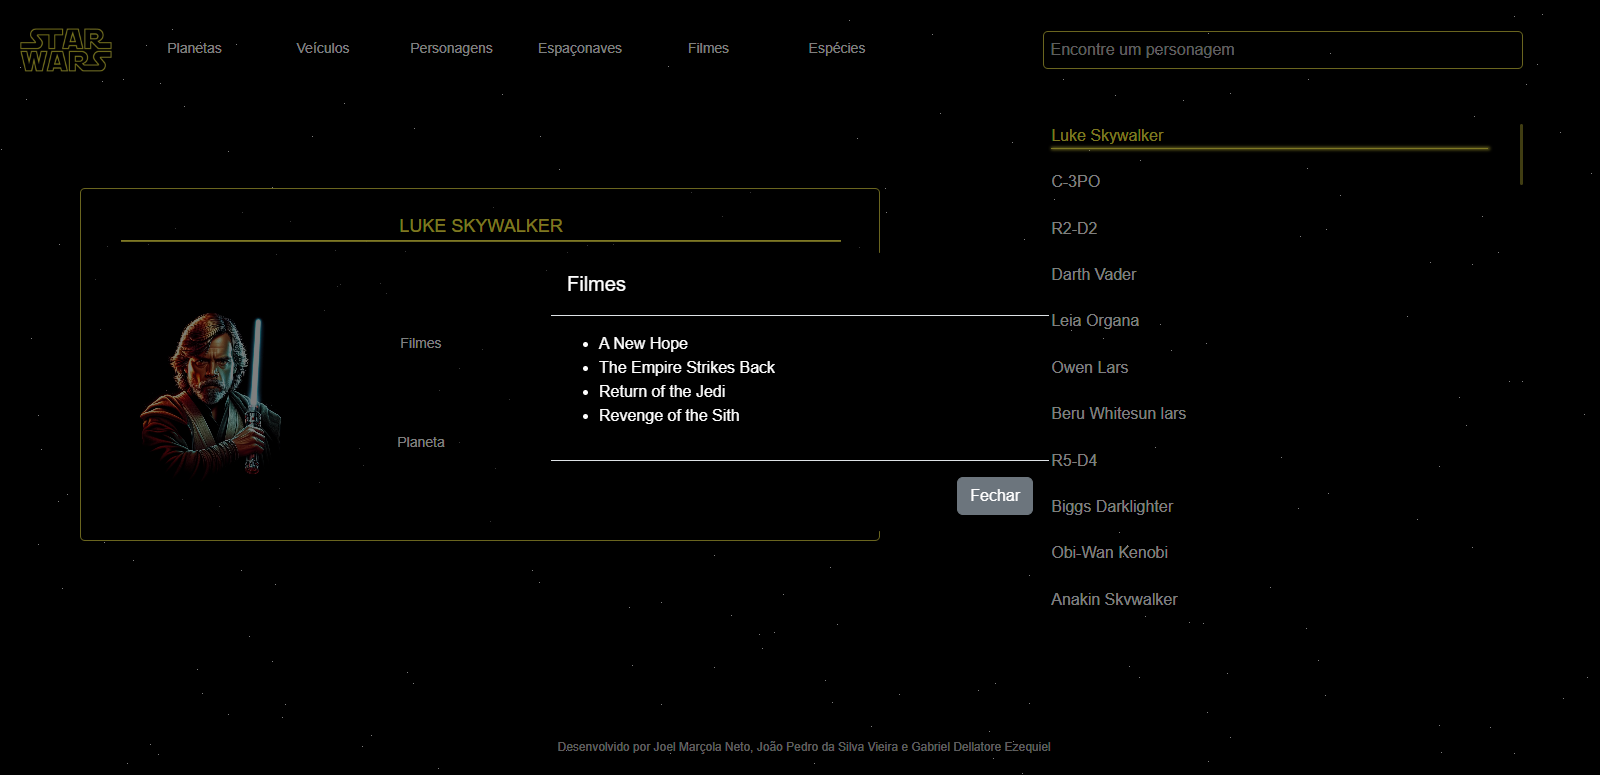 STAR
WARS
Planetas
Veículos
Personagens
Espaçonaves
Filmes
Espécies
Encontre um personagem
LUKE SKYWALKER
Filmes
Planeta
Filmes
A New Hope
The Empire Strikes Back
Return of the Jedi
Revenge of the Sith
Fechar
Luke Skywalker
C-3PO
R2-D2
Darth Vader
Leia Organa
Owen Lars
Beru Whitesun lars
R5-D4
Biggs Darklighter
Obi-Wan Kenobi
Anakin Skywalker
Desenvolvido por Joel Marçola Neto, João Pedro da Silva Vieira e Gabriel Dellatore Ezequiel